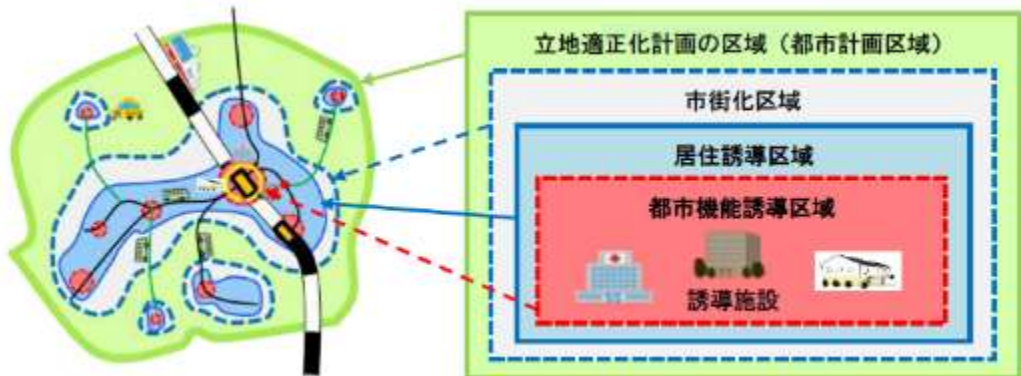 立地適正化計画の区域（都市計画区域）
市街化区域
居住誘導区域
都市機能誘導区域
誘導施設